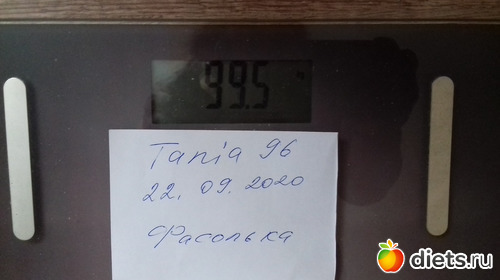 99.5
Tania 96
22. 09. 2020
Фасолька
diets.ru